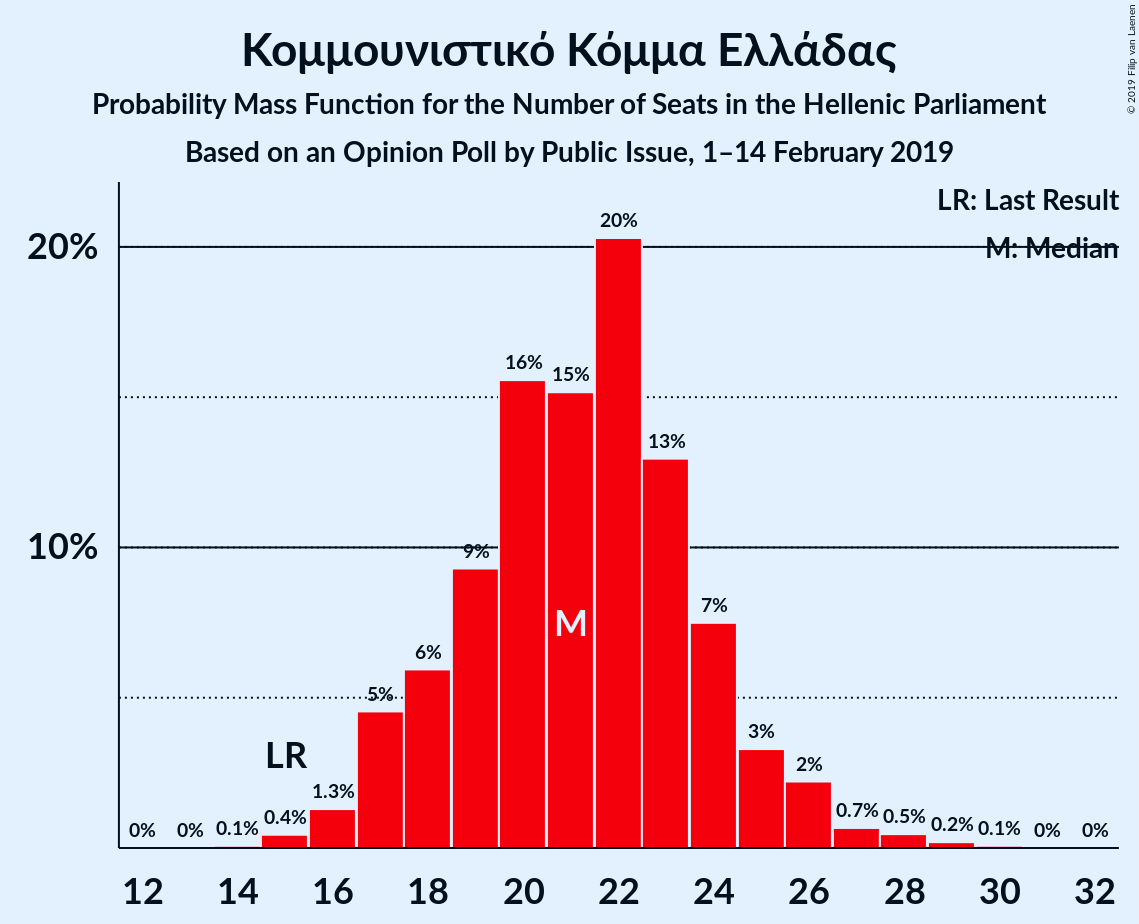 Κομμουνιστικό Κόμμα Ελλάδας
Probability Mass Function for the Number of Seats in the Hellenic Parliament
Based on an Opinion Poll by Public Issue, 1–14 February 2019
© 2019 Filip van Laenen
LR: Last Result
M: Median
20%
10%
0%
0%
0.1%
0.4%
1.3%
5%
6%
9%
16%
15%
20%
13%
7%
3%
2%
0.7%
0.5%
0.2%
0.1%
0%
0%
LR
M
12 14 16 18 20 22 24 26 28 30 32